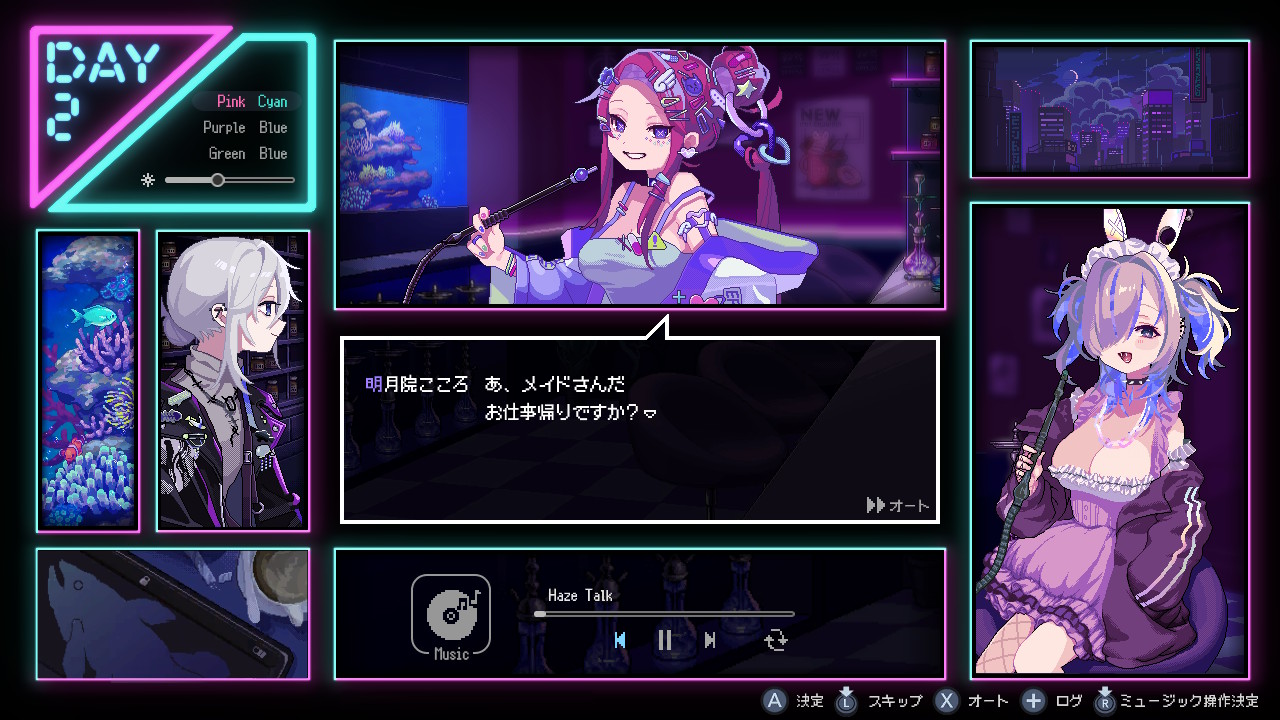 DAY
2
Pink Cyan
Purple Blue
Green Blue
NEW
明月院こころ あ、メイドさんだ
お仕事帰りですか?
オート
Haze Talk
Music
A 決定 L スキップ X オート + ログ R ミュージック操作決定